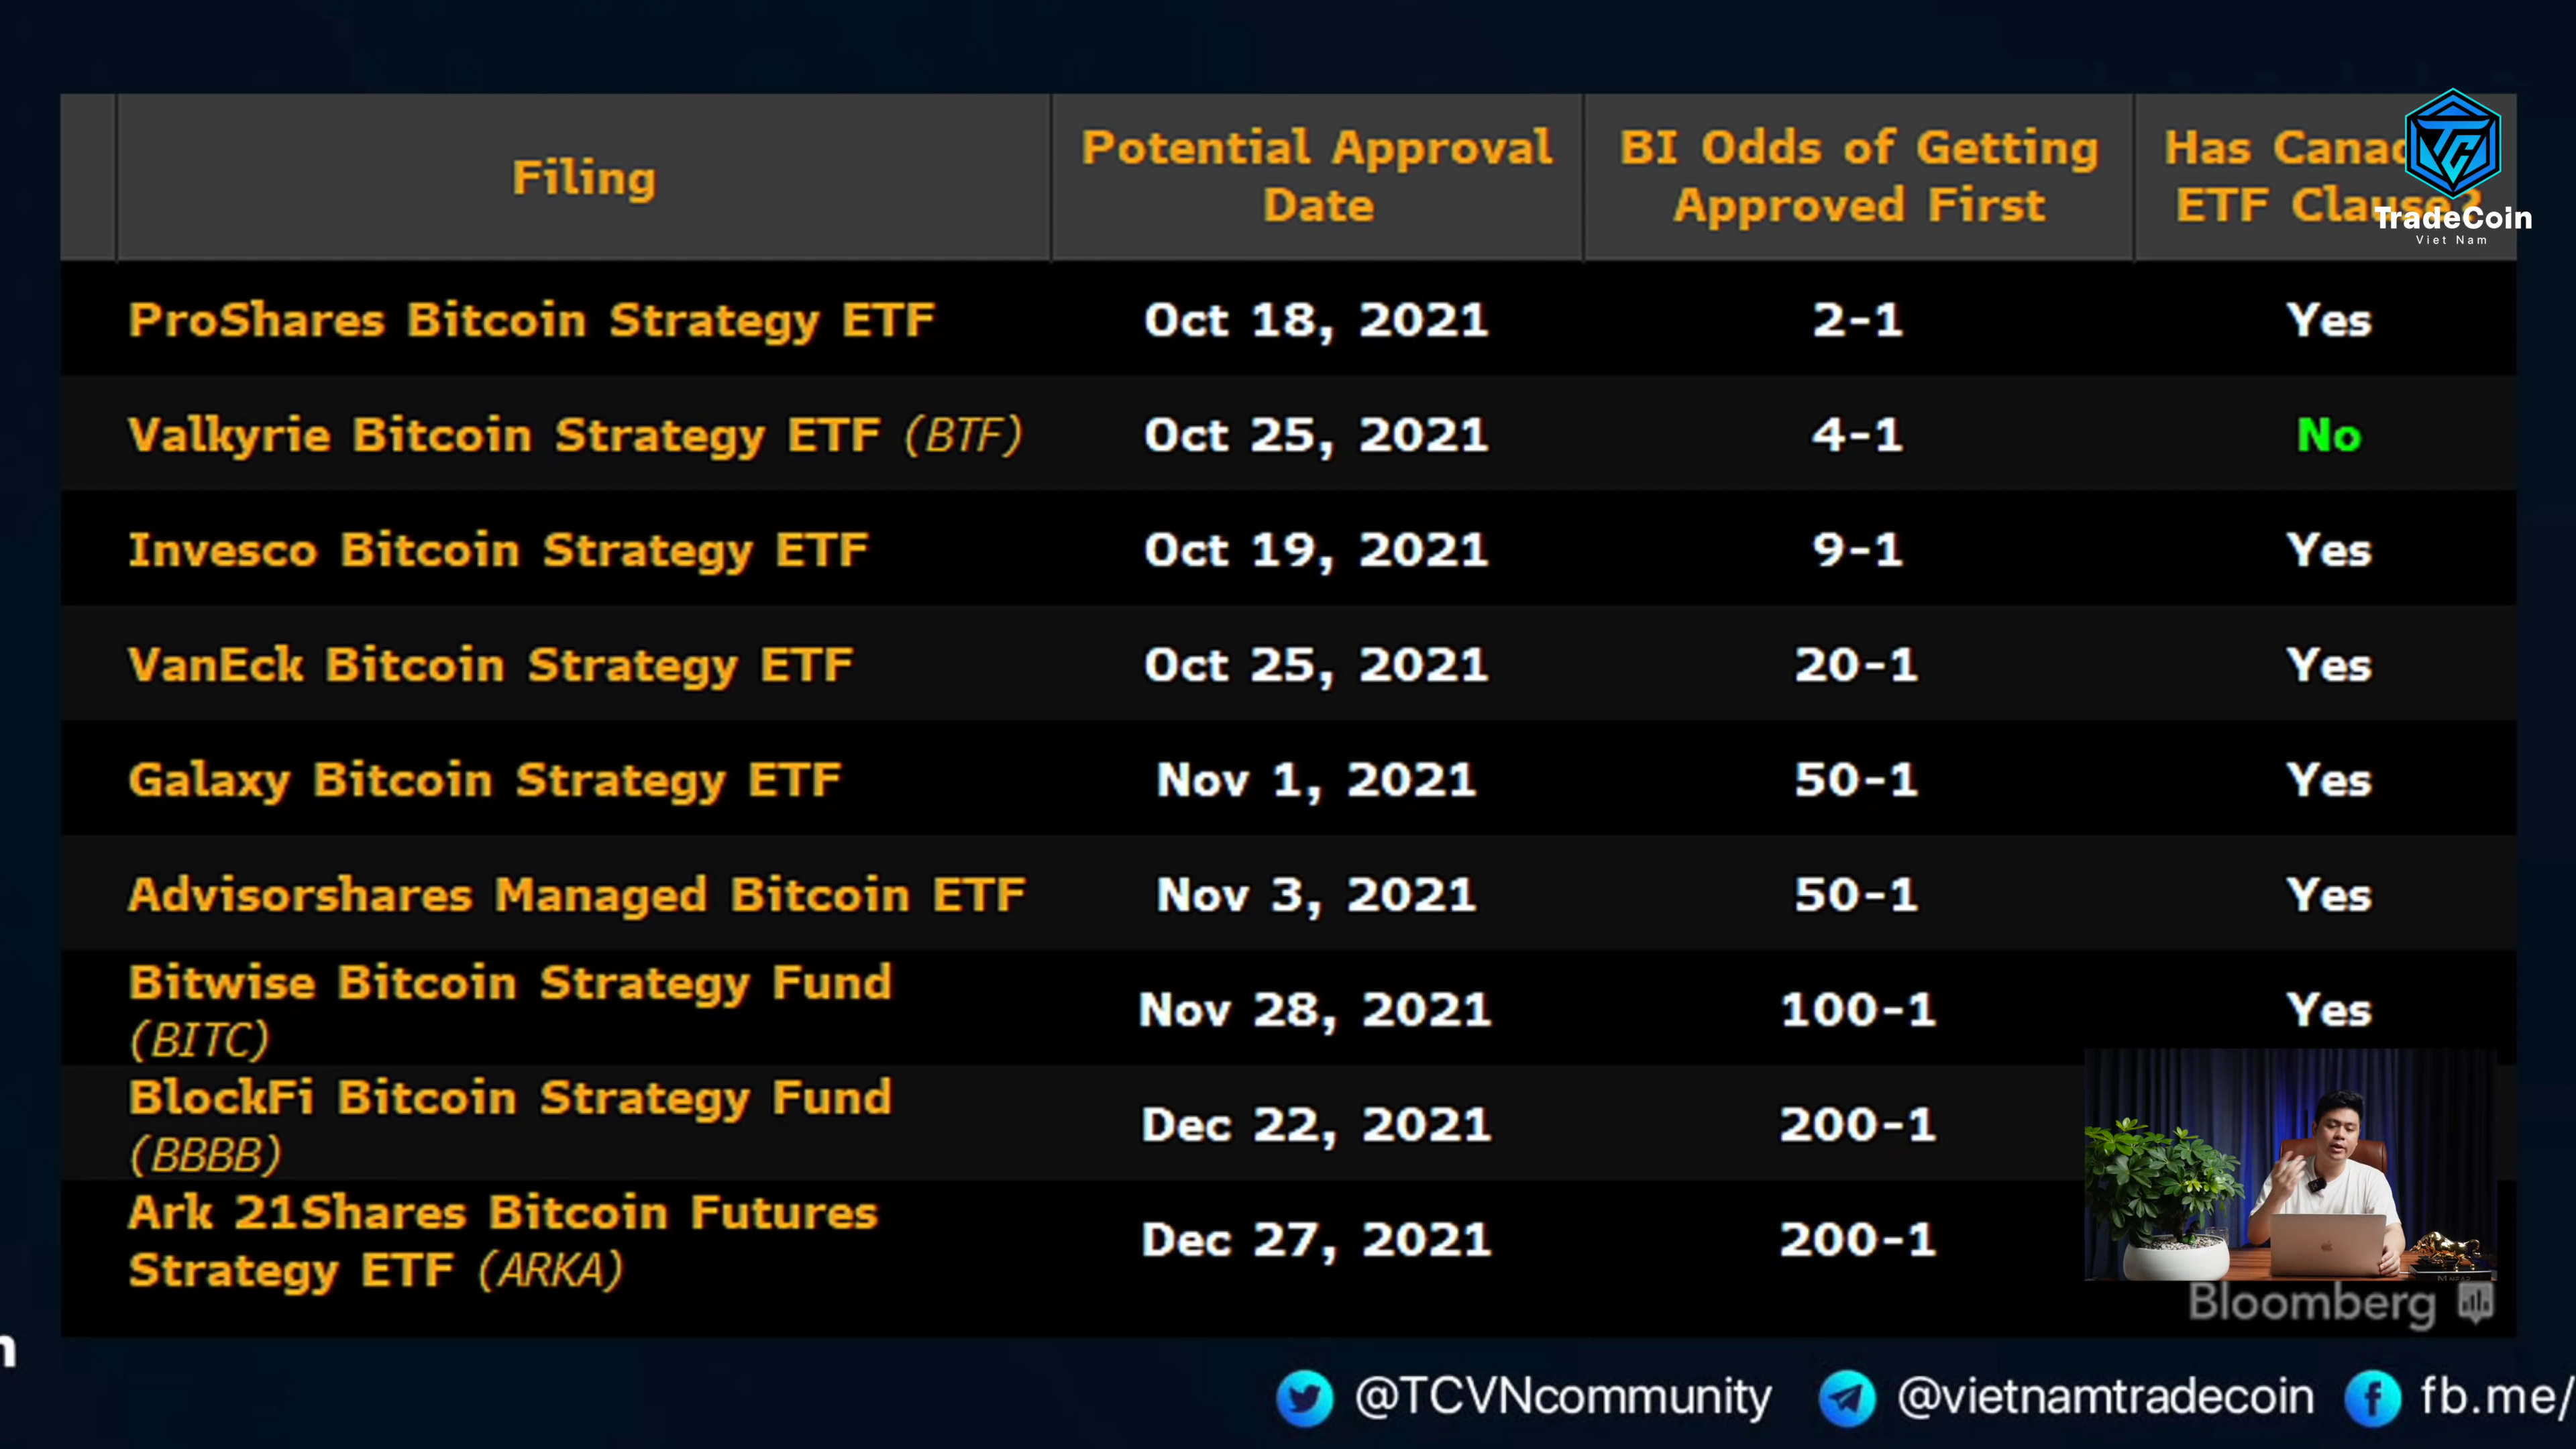 Filing
Potential Approval
Date
BI Odds of Getting
Approved First
Has Canad
ETF Clause?
TradeCoin
Viet Nam
ProShares Bitcoin Strategy ETF Oct 18, 2021 2-1 Yes
Valkyrie Bitcoin Strategy ETF (BTF) Oct 25, 2021 4-1 No
Invesco Bitcoin Strategy ETF Oct 19, 2021 9-1 Yes
VanEck Bitcoin Strategy ETF Oct 25, 2021 20-1 Yes
Galaxy Bitcoin Strategy ETF Nov 1, 2021 50-1 Yes
Advisorshares Managed Bitcoin ETF Nov 3, 2021 50-1 Yes
Bitwise Bitcoin Strategy Fund
(BITC) Nov 28, 2021 100-1 Yes
BlockFi Bitcoin Strategy Fund
(BBBB) Dec 22, 2021 200-1
Ark 21Shares Bitcoin Futures
Strategy ETF (ARKA) Dec 27, 2021 200-1
Bloomberg
n
@TCVNcommunity @vietnamtradecoin fb.me/